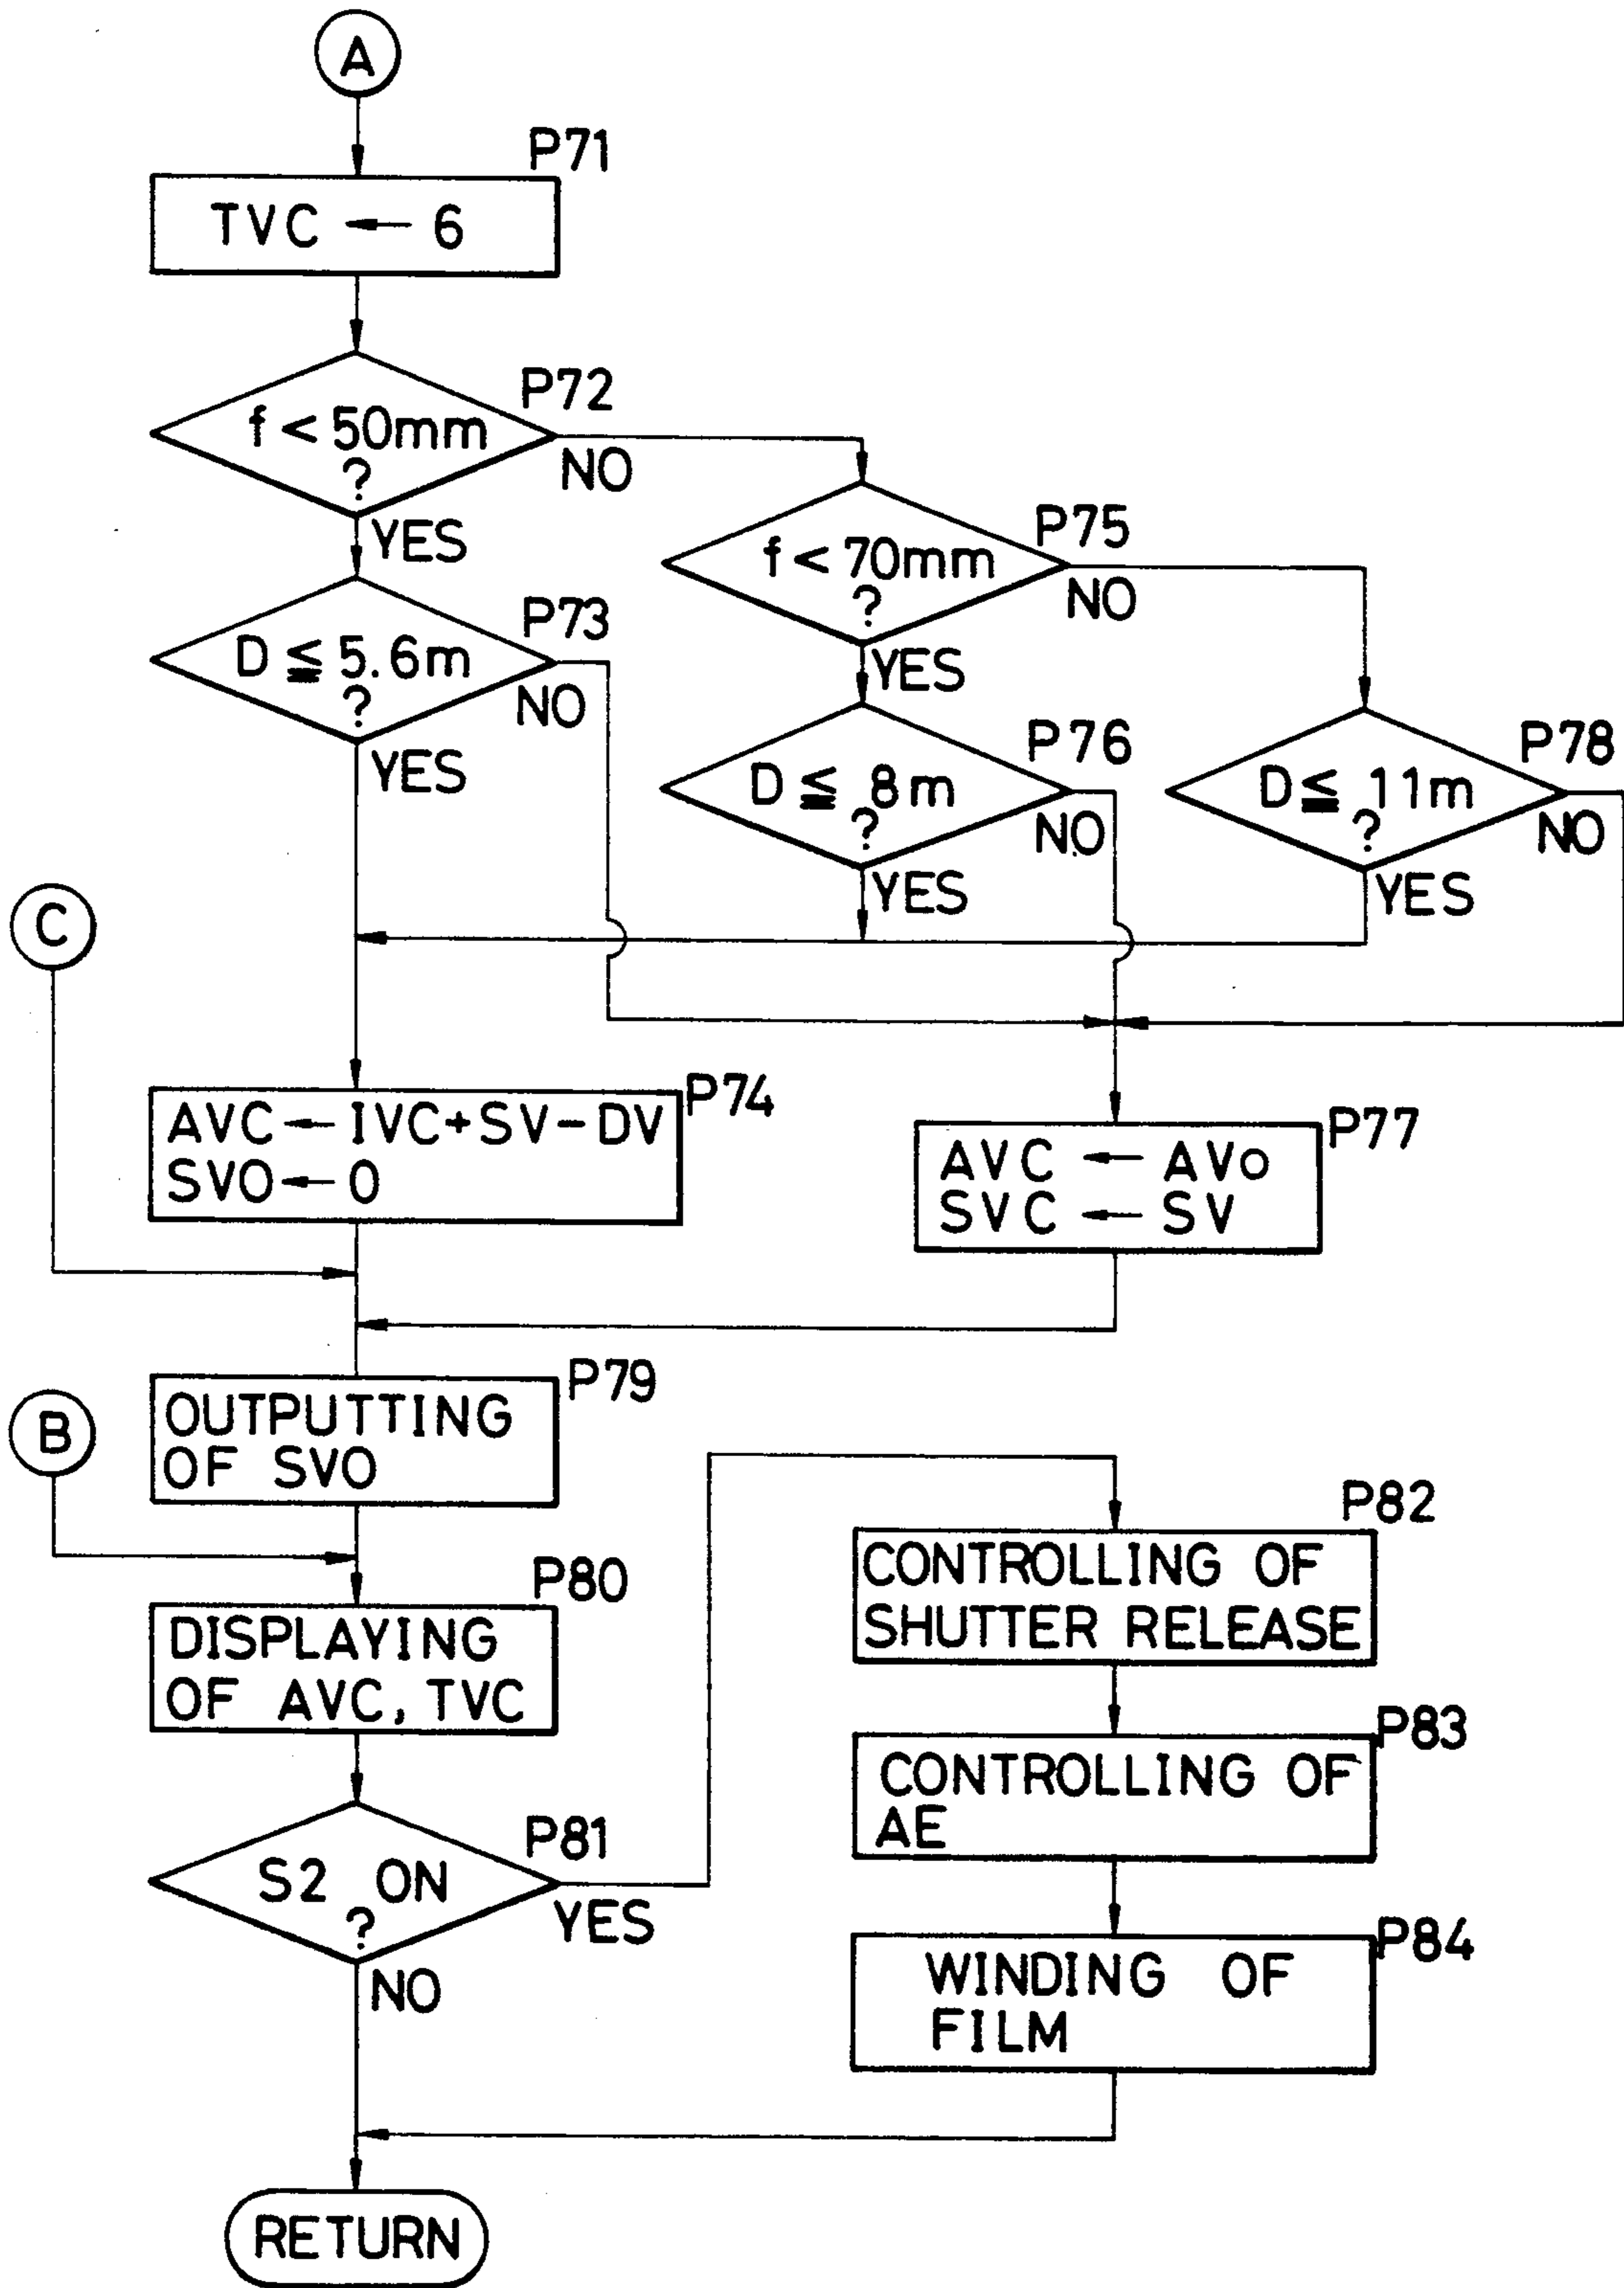 A
P71
TVC ← 6
P72
f < 50mm
?
NO
YES
P75
f < 70mm
?
NO
YES
P73
D ≦ 5.6m
?
NO
YES
P76
D ≦ 8m
?
NO
YES
P78
D ≦ 11m
?
NO
YES
C
P74
AVC ← IVC+SV-DV
SVO ← 0
P77
AVC ← AVo
SVC ← SV
P79
OUTPUTTING
OF SVO
B
P80
DISPLAYING
OF AVC, TVC
P81
S2 ON
?
YES
NO
P82
CONTROLLING OF
SHUTTER RELEASE
P83
CONTROLLING OF
AE
P84
WINDING OF
FILM
RETURN